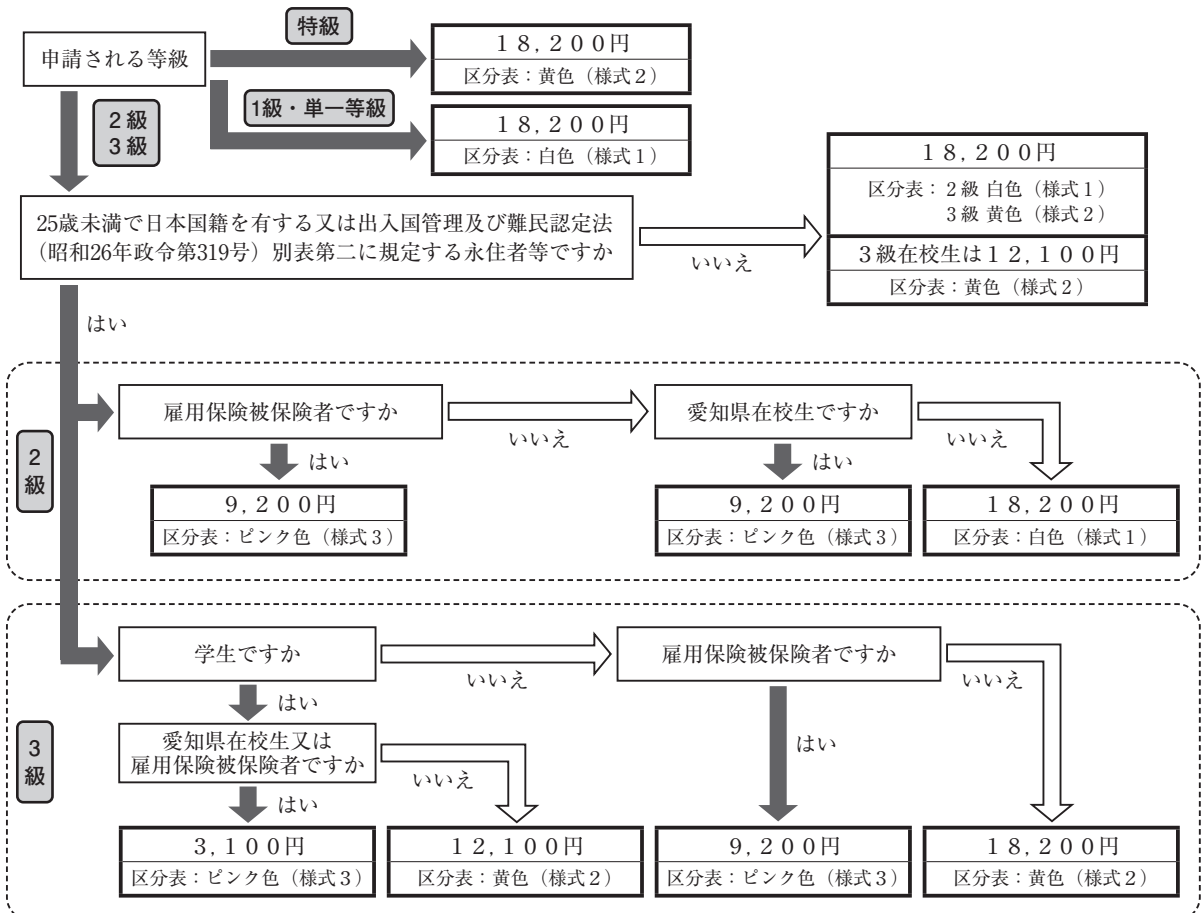 特級
申請される等級
１８,２００円
区分表：黄色（様式２）
1級・単一等級
１８,２００円
区分表：白色（様式１）
２級
３級
25歳未満で日本国籍を有する又は出入国管理及び難民認定法
（昭和26年政令第319号）別表第二に規定する永住者等ですか
いいえ
１８,２００円
区分表：２級 白色（様式１）
３級 黄色（様式２）
３級在校生は１２,１００円
区分表：黄色（様式２）
はい
２級
雇用保険被保険者ですか
いいえ
愛知県在校生ですか
いいえ
はい
はい
９,２００円
区分表：ピンク色（様式３）
９,２００円
区分表：ピンク色（様式３）
１８,２００円
区分表：白色（様式１）
３級
学生ですか
いいえ
雇用保険被保険者ですか
いいえ
はい
愛知県在校生又は
雇用保険被保険者ですか
いいえ
はい
はい
３,１００円
区分表：ピンク色（様式３）
１２,１００円
区分表：黄色（様式２）
９,２００円
区分表：ピンク色（様式３）
１８,２００円
区分表：黄色（様式２）